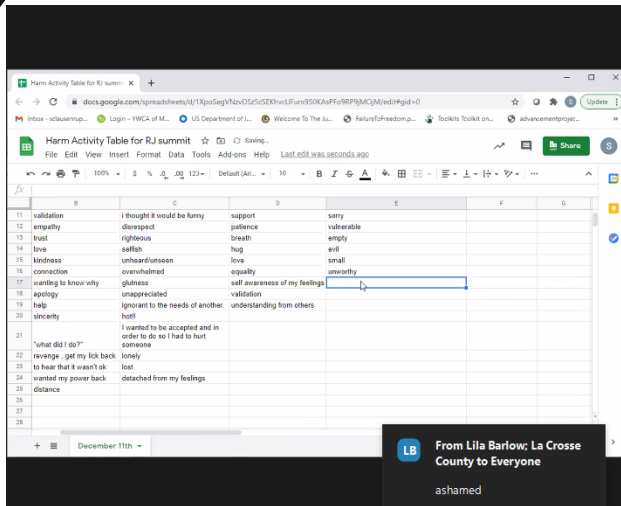 Harm Activity Table for RJ summi
docs.google.com/spreadsheets/d/1XpoSegVNzvDSz5cSEKhvcUFum950KAsPFo9RP9jMOjM/edit#gid=0
Update
Inbox - sclausenrup...
Login – YWCA of M...
US Department of J...
Welcome To The Ju...
FailureToFreedom.p...
Toolkits Toolkit on...
advancementprojec...
Harm Activity Table for RJ summit
Saving...
File Edit View Insert Format Data Tools Add-ons Help Last edit was seconds ago
Share
S
100% $ % .0 .00 123 Default (Ari... 10 B I S A
fx
B C D E F G
11 validation i thought it would be funny support sorry
12 empathy disrespect patience vulnerable
13 trust righteous breath empty
14 love selfish hug evil
15 kindness unheard/unseen love small
16 connection overwhelmed equality unworthy
17 wanting to know why glutness self awareness of my feelings
18 apology unappreciated validation
19 help ignorant to the needs of another understanding from others
20 sincerity hot!!
21 "what did I do?" I wanted to be accepted and in
order to do so I had to hurt
someone
22 revenge , get my lick back lonely
23 to hear that it wasn't ok lost
24 wanted my power back detached from my feelings
25 distance
26
27
28
December 11th
LB
From Lila Barlow; La Crosse
County to Everyone
ashamed